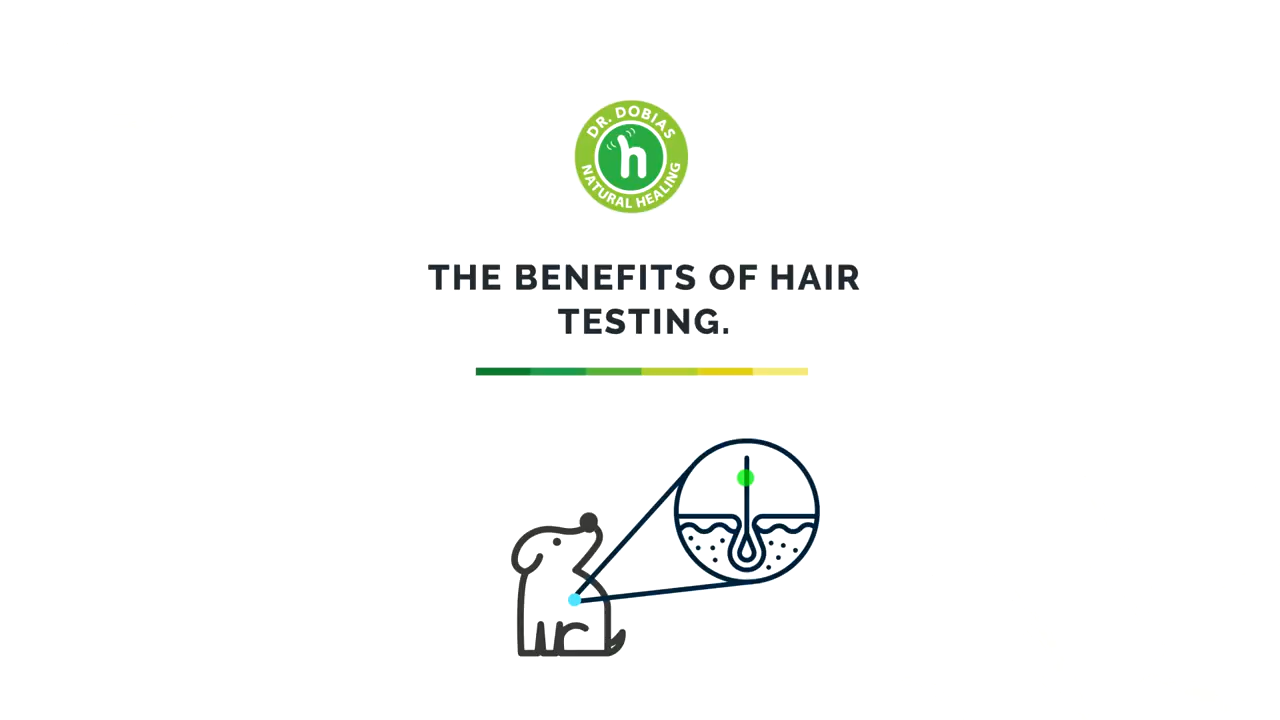 DR. DOBIAS
h
NATURAL HEALING
THE BENEFITS OF HAIR
TESTING.